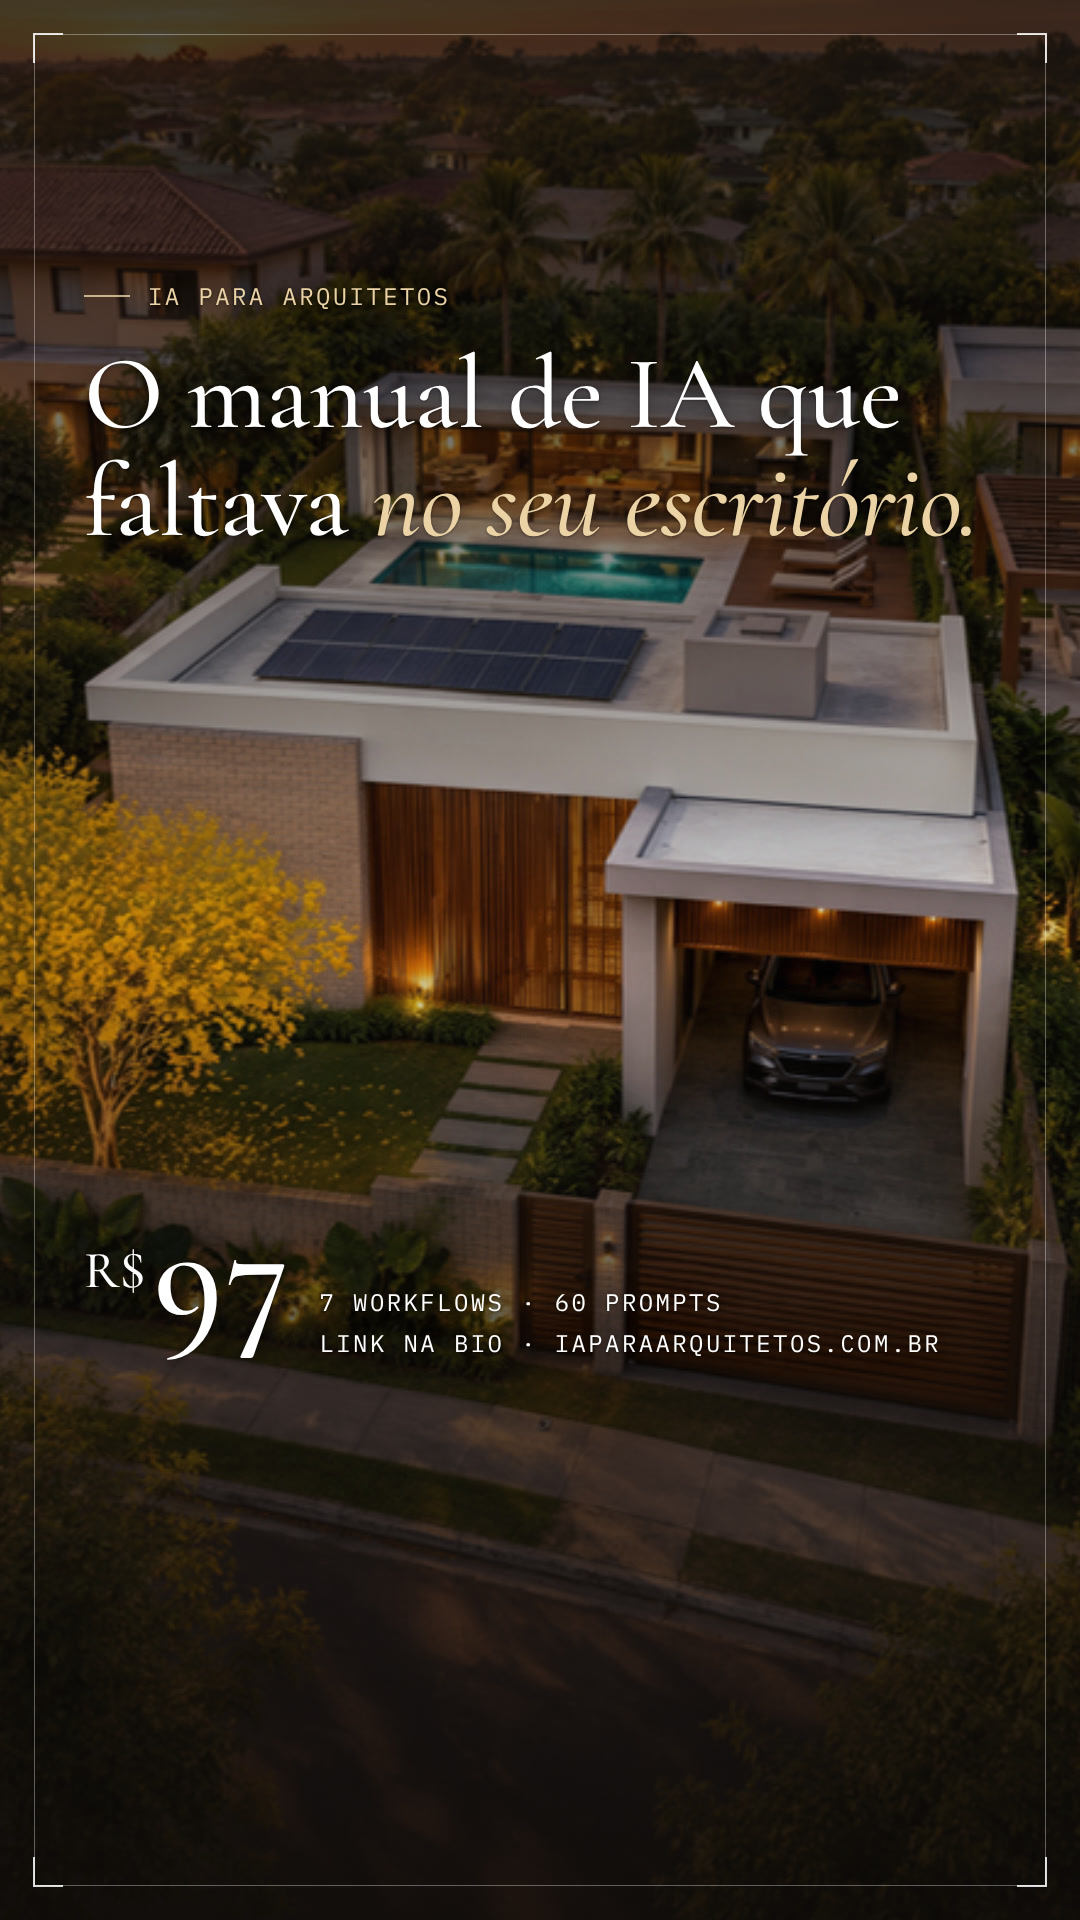 IA PARA ARQUITETOS
O manual de IA que
faltava no seu escritório.
R$ 97
7 WORKFLOWS · 60 PROMPTS
LINK NA BIO · IAPARAARQUITETOS.COM.BR